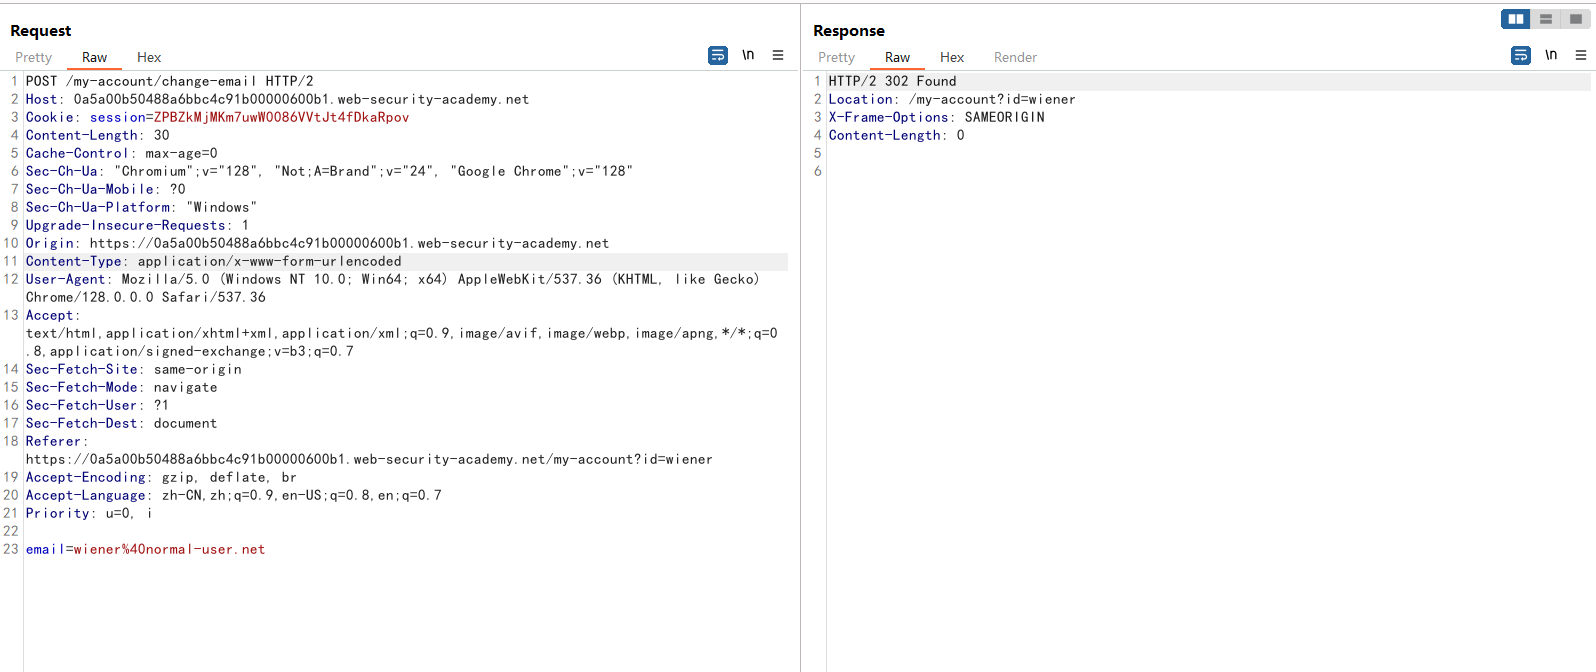 Request
Pretty Raw Hex
\n
1 POST /my-account/change-email HTTP/2
2 Host: 0a5a00b50488a6bbc4c91b00000600b1.web-security-academy.net
3 Cookie: session=ZPBZkMjMKm7uwW0O86VVtJt4fDkaRpov
4 Content-Length: 30
5 Cache-Control: max-age=0
6 Sec-Ch-Ua: "Chromium";v="128", "Not;A=Brand";v="24", "Google Chrome";v="128"
7 Sec-Ch-Ua-Mobile: ?0
8 Sec-Ch-Ua-Platform: "Windows"
9 Upgrade-Insecure-Requests: 1
10 Origin: https://0a5a00b50488a6bbc4c91b00000600b1.web-security-academy.net
11 Content-Type: application/x-www-form-urlencoded
12 User-Agent: Mozilla/5.0 (Windows NT 10.0; Win64; x64) AppleWebKit/537.36 (KHTML, like Gecko)
Chrome/128.0.0.0 Safari/537.36
13 Accept:
text/html,application/xhtml+xml,application/xml;q=0.9,image/avif,image/webp,image/apng,*/*;q=0
.8,application/signed-exchange;v=b3;q=0.7
14 Sec-Fetch-Site: same-origin
15 Sec-Fetch-Mode: navigate
16 Sec-Fetch-User: ?1
17 Sec-Fetch-Dest: document
18 Referer:
https://0a5a00b50488a6bbc4c91b00000600b1.web-security-academy.net/my-account?id=wiener
19 Accept-Encoding: gzip, deflate, br
20 Accept-Language: zh-CN,zh;q=0.9,en-US;q=0.8,en;q=0.7
21 Priority: u=0, i
22
23 email=wiener%40normal-user.net
Response
Pretty Raw Hex Render
\n
1 HTTP/2 302 Found
2 Location: /my-account?id=wiener
3 X-Frame-Options: SAMEORIGIN
4 Content-Length: 0
5
6